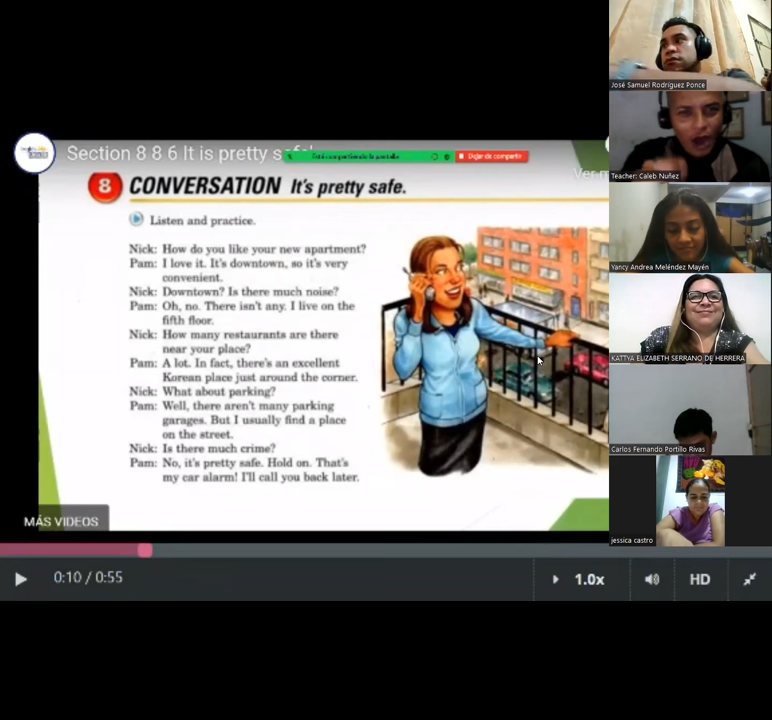 Section 8 8 6 It is pretty safe'
Está compartiendo la pantalla
Dejar de compartir
Ver m
8 CONVERSATION It's pretty safe.
Listen and practice.
Nick: How do you like your new apartment?
Pam: I love it. It's downtown, so it's very
convenient.
Nick: Downtown? Is there much noise?
Pam: Oh, no. There isn't any. I live on the
fifth floor.
Nick: How many restaurants are there
near your place?
Pam: A lot. In fact, there's an excellent
Korean place just around the corner.
Nick: What about parking?
Pam: Well, there aren't many parking
garages. But I usually find a place
on the street.
Nick: Is there much crime?
Pam: No, it's pretty safe. Hold on. That's
my car alarm! I'll call you back later.
MÁS VIDEOS
0:10 / 0:55
1.0x
HD
José Samuel Rodríguez Ponce
Teacher: Caleb Nuñez
Yancy Andrea Meléndez Mayén
KATTYA ELIZABETH SERRANO DE HERRERA
Carlos Fernando Portillo Rivas
jessica castro